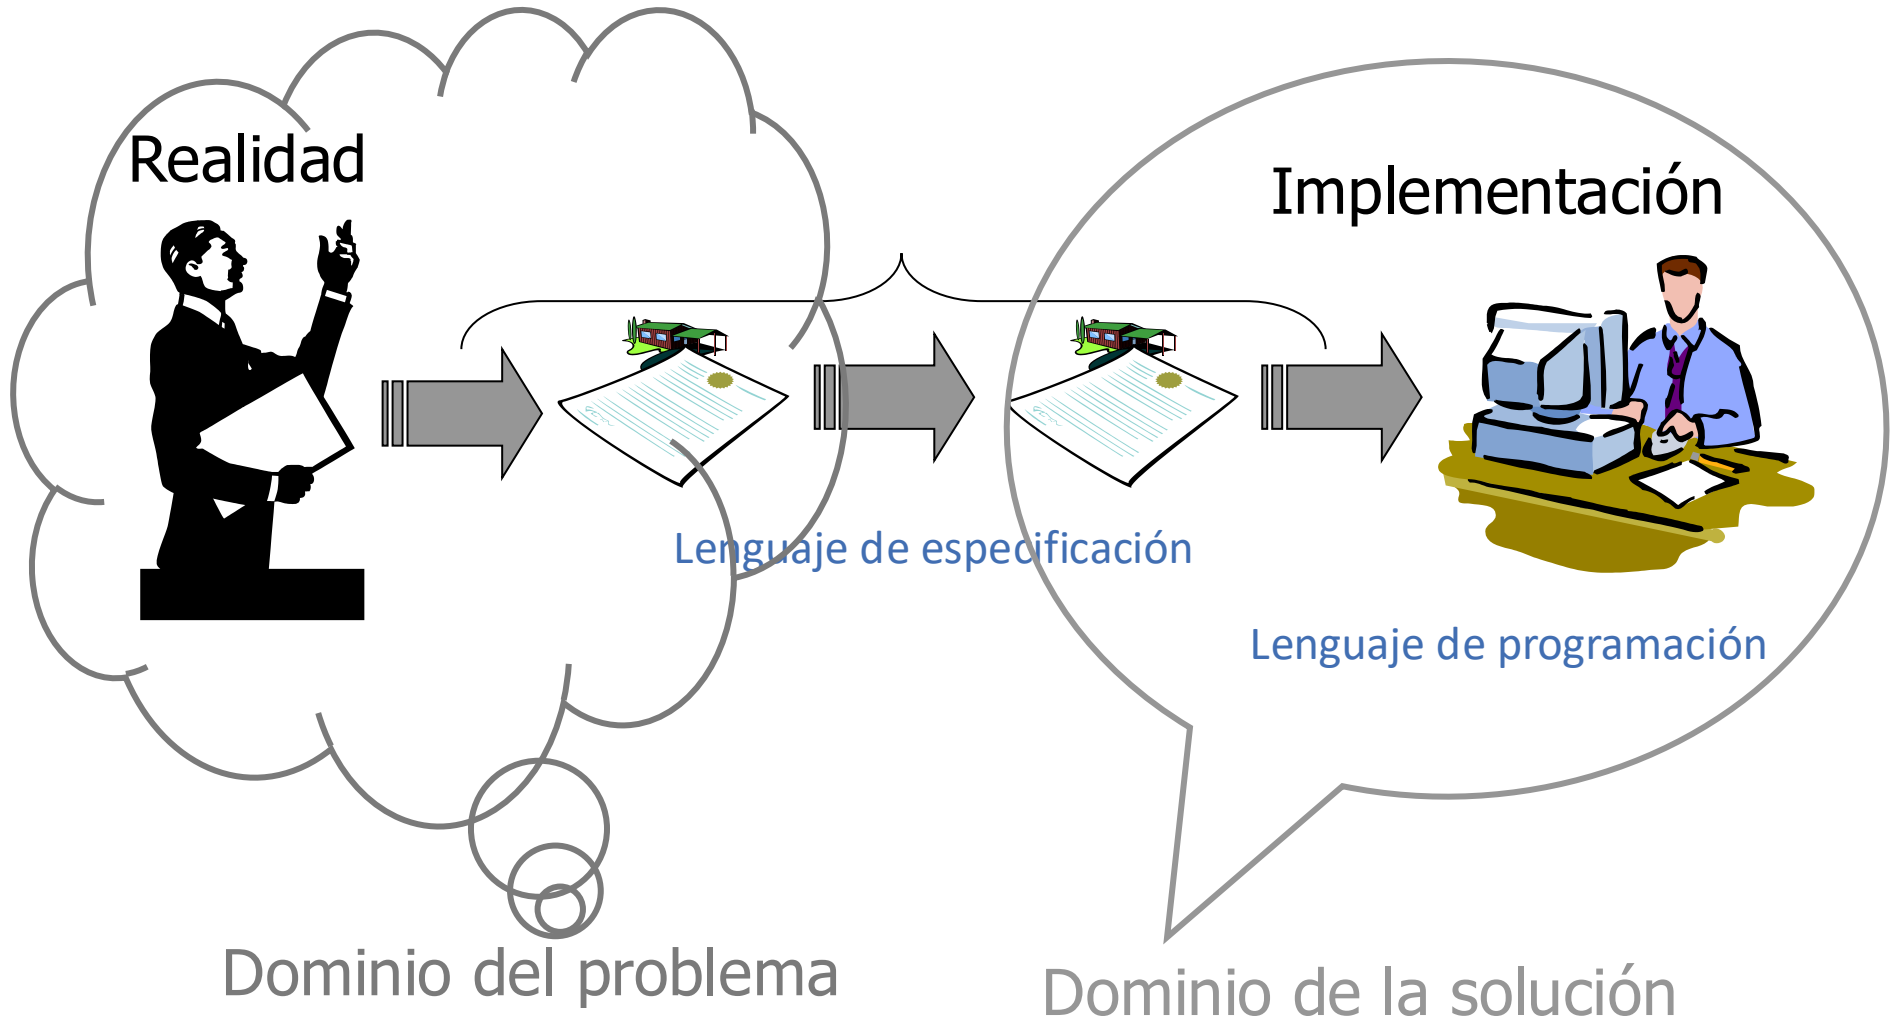 Realidad
Implementación
Lenguaje de especificación
Lenguaje de programación
Dominio del problema
Dominio de la solución